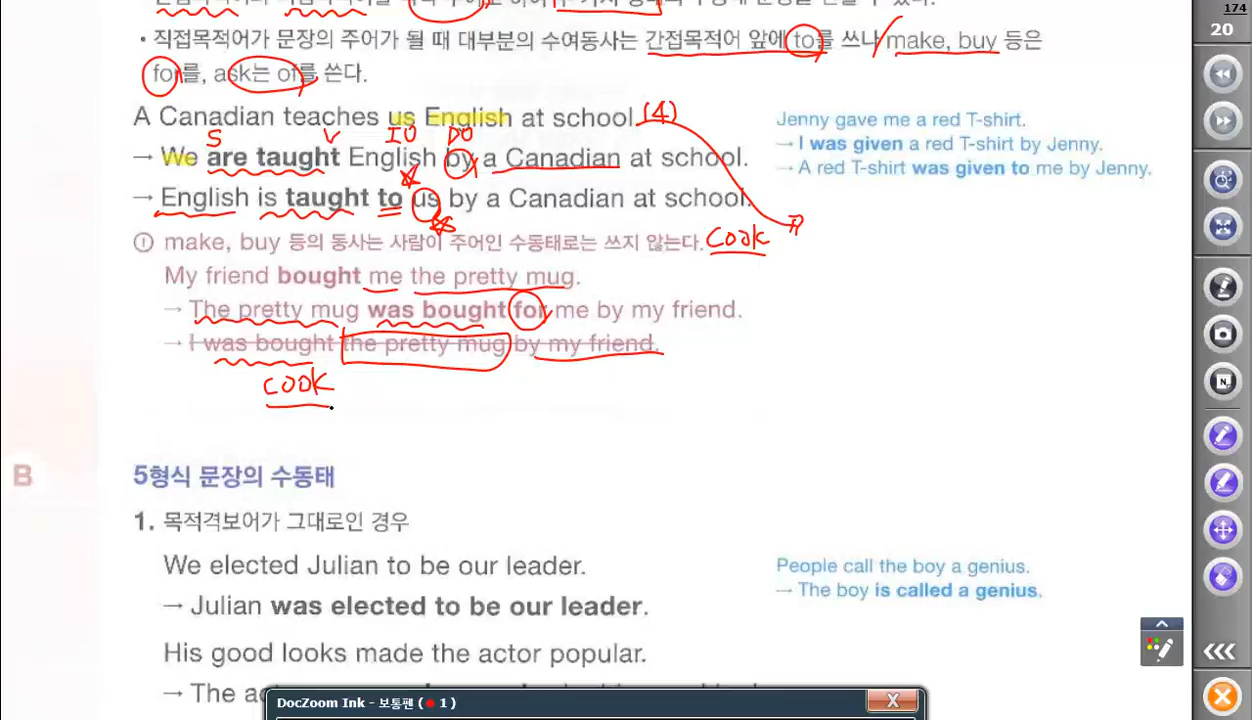 174
20
직접목적어가 문장의 주어가 될 때 대부분의 수여동사는 간접목적어 앞에 to를 쓰나 make, buy 등은
for를, ask는 of를 쓴다.
A Canadian teaches us English at school. (4)
S V IO DO
→ We are taught English by a Canadian at school.
→ English is taught to us by a Canadian at school.
① make, buy 등의 동사는 사람이 주어인 수동태로는 쓰지 않는다. cook
My friend bought me the pretty mug.
→ The pretty mug was bought for me by my friend.
→ I was bought the pretty mug by my friend.
cook
Jenny gave me a red T-shirt.
→ I was given a red T-shirt by Jenny.
→ A red T-shirt was given to me by Jenny.
B
5형식 문장의 수동태
1. 목적격보어가 그대로인 경우
We elected Julian to be our leader.
→ Julian was elected to be our leader.
His good looks made the actor popular.
→ The
People call the boy a genius.
→ The boy is called a genius.
DocZoom Ink - 보통펜 ( 1 )
X
N